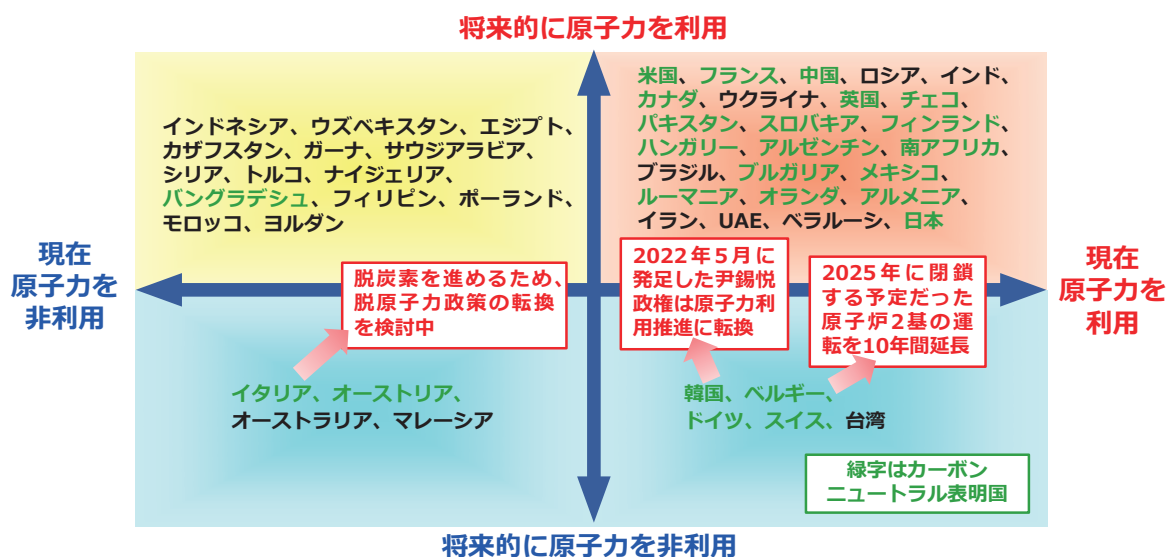 将来的に原子力を利用
インドネシア、ウズベキスタン、エジプト、
カザフスタン、ガーナ、サウジアラビア、
シリア、トルコ、ナイジェリア、
バングラデシュ、フィリピン、ポーランド、
モロッコ、ヨルダン
米国、フランス、中国、ロシア、インド、
カナダ、ウクライナ、英国、チェコ、
パキスタン、スロバキア、フィンランド、
ハンガリー、アルゼンチン、南アフリカ、
ブラジル、ブルガリア、メキシコ、
ルーマニア、オランダ、アルメニア、
イラン、UAE、ベラルーシ、日本
現在
原子力を
非利用
脱炭素を進めるため、
脱原子力政策の転換
を検討中
2022年5月に
発足した尹錫悦
政権は原子力利
用推進に転換
2025年に閉鎖
する予定だった
原子炉2基の運
転を10年間延長
現在
原子力を
利用
イタリア、オーストリア、
オーストラリア、マレーシア
韓国、ベルギー、
ドイツ、スイス、台湾
緑字はカーボン
ニュートラル表明国
将来的に原子力を非利用